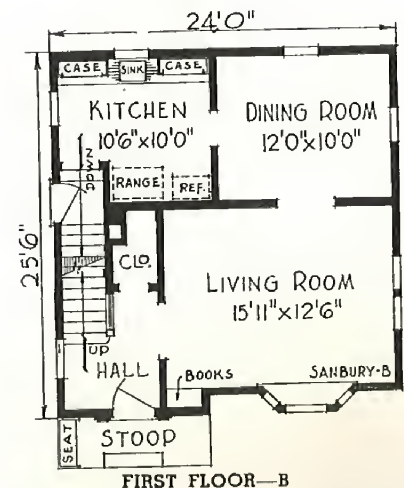 24'0"
CASE
SINK
CASE
KITCHEN
10'6"x10'0"
DINING ROOM
12'0"x10'0"
DOWN
RANGE
REF.
25'6"
CLO.
LIVING ROOM
15'11"x12'6"
UP
HALL
BOOKS
SANBURY-B
SEAT
STOOP
FIRST FLOOR—B